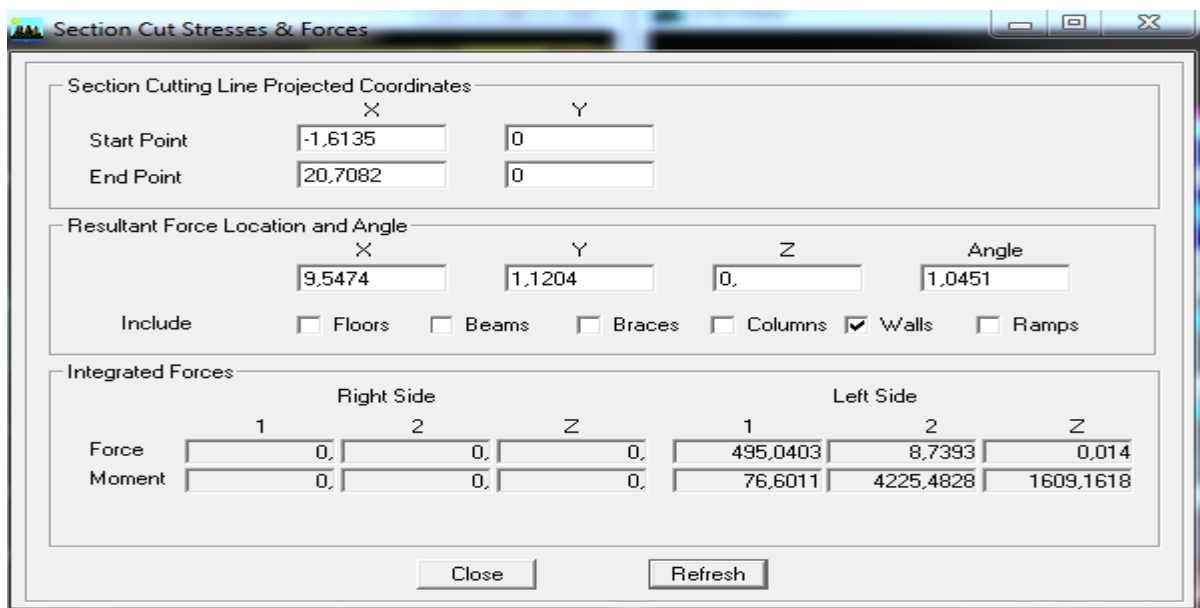 Section Cut Stresses & Forces
Section Cutting Line Projected Coordinates
X Y
Start Point -1,6135 0
End Point 20,7082 0
Resultant Force Location and Angle
X Y Z Angle
9,5474 1,1204 0, 1,0451
Include Floors Beams Braces Columns Walls Ramps
Integrated Forces
Right Side Left Side
1 2 Z 1 2 Z
Force 0, 0, 0, 495,0403 8,7393 0,014
Moment 0, 0, 0, 76,6011 4225,4828 1609,1618
Close Refresh